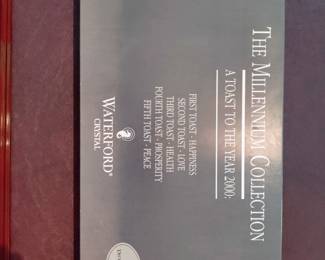 THE MILLENNIUM COLLECTION
A TOAST TO THE YEAR 2000:
FIRST TOAST - HAPPINESS
SECOND TOAST - LOVE
THIRD TOAST - HEALTH
FOURTH TOAST - PROSPERITY
FIFTH TOAST - PEACE
WATERFORD®
CRYSTAL